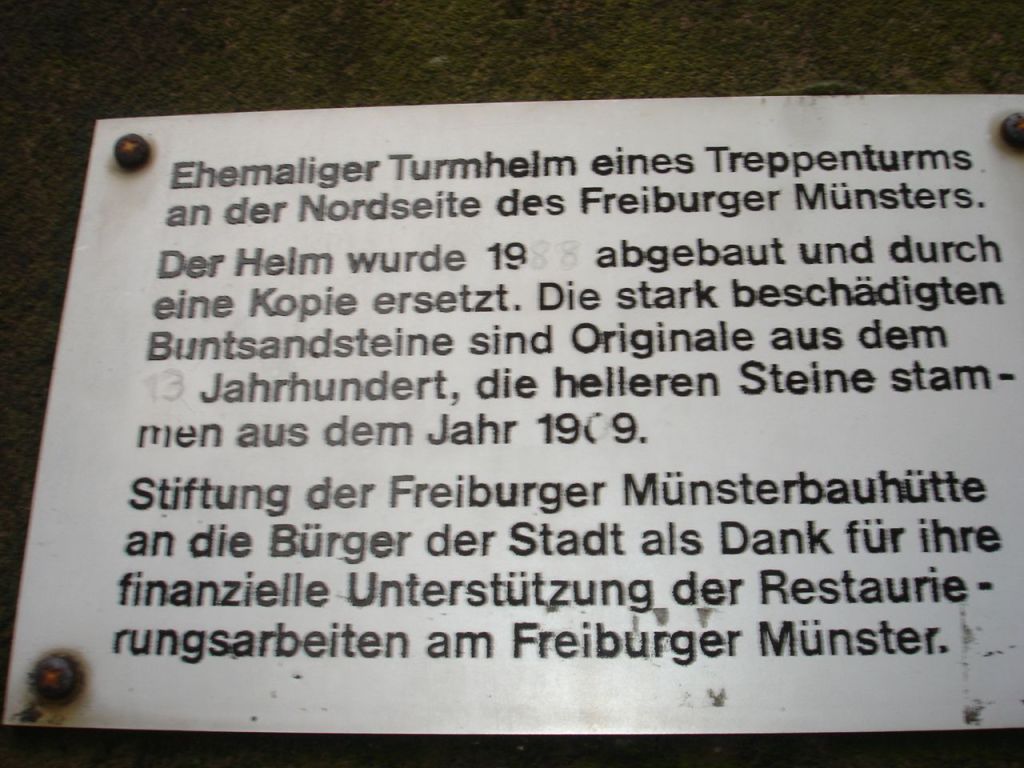 Ehemaliger Turmhelm eines Treppenturms
an der Nordseite des Freiburger Münsters.
Der Helm wurde 1988 abgebaut und durch
eine Kopie ersetzt. Die stark beschädigten
Buntsandsteine sind Originale aus dem
13 Jahrhundert, die helleren Steine stam-
men aus dem Jahr
Stiftung der Freiburger Münsterbauhütte
an die Bürger der Stadt als Dank für ihre
finanzielle Unterstützung der Restaurie-
rungsarbeiten am Freiburger Münster.